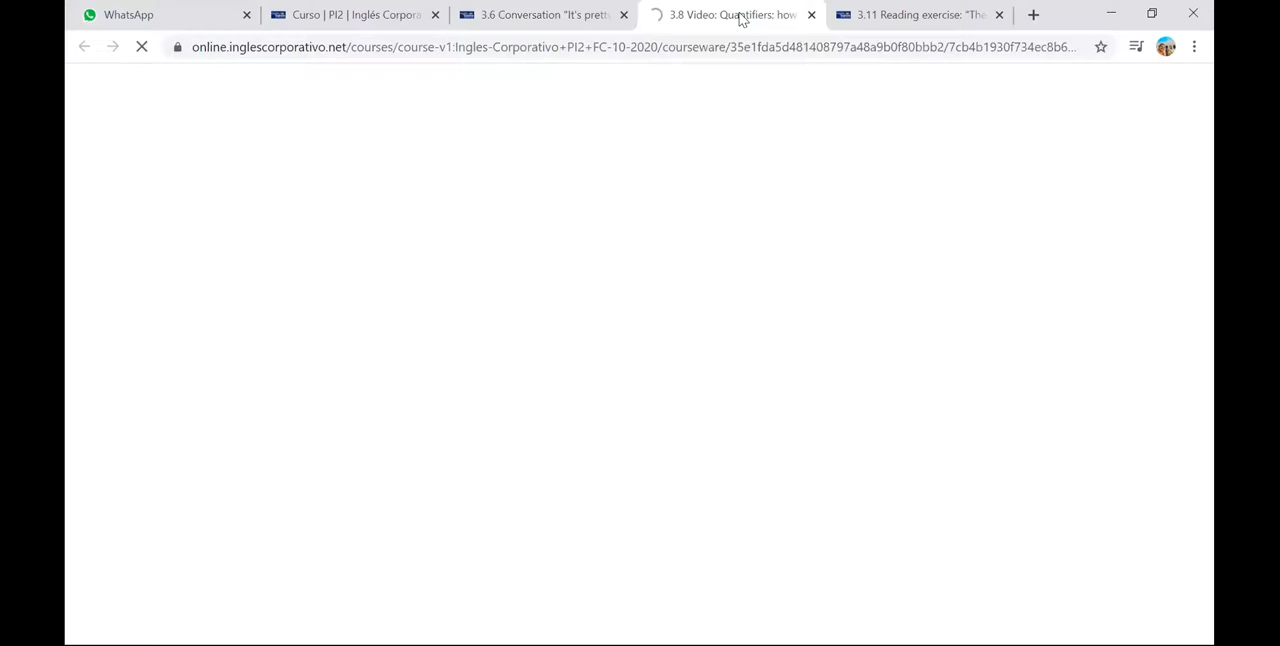 WhatsApp
Curso | PI2 | Inglés Corpora
3.6 Conversation "It's prett
3.8 Video: Quantifiers: how
3.11 Reading exercise: "The
online.inglescorporativo.net/courses/course-v1:Ingles-Corporativo+PI2+FC-10-2020/courseware/35e1fda5d481408797a48a9b0f80bbb2/7cb4b1930f734ec8b6...